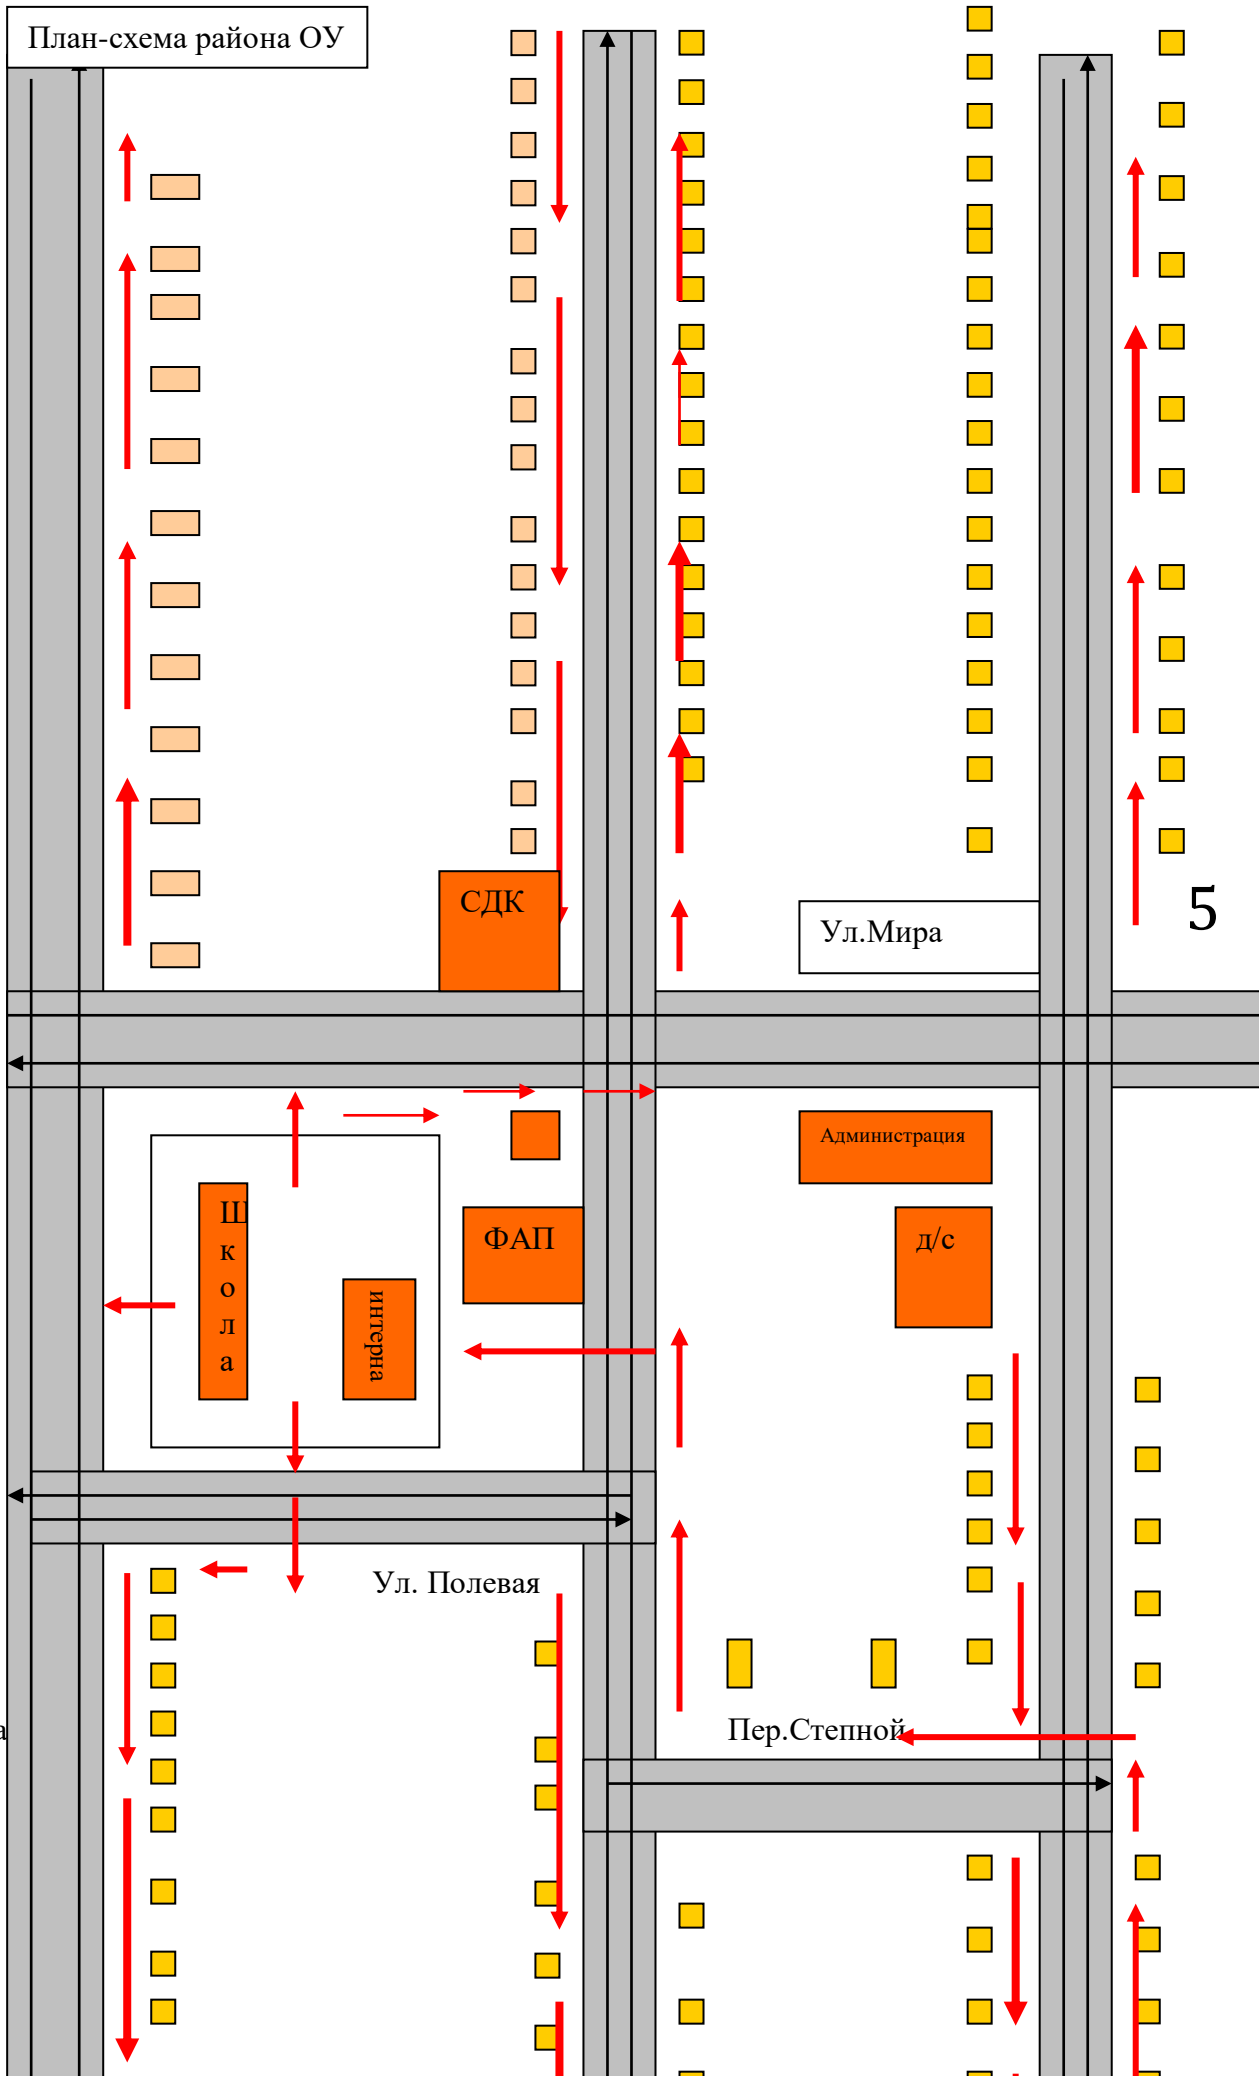 План-схема района ОУ
СДК
Ул.Мира
5
Администрация
Ш
к
о
л
а
ФАП
д/с
интерна
Ул. Полевая
а
Пер.Степной